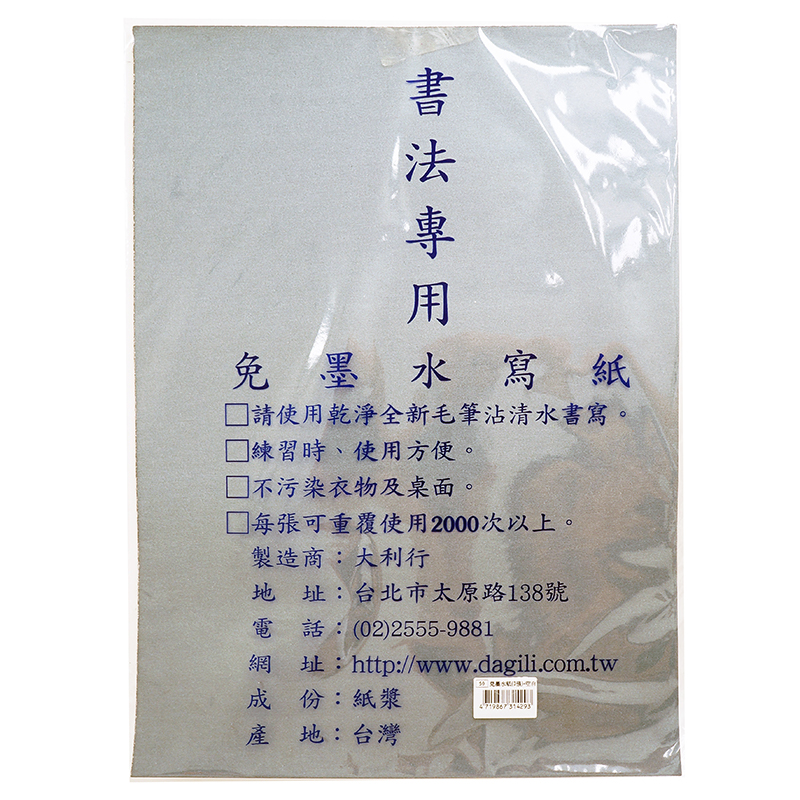 書法專用
免墨水寫紙
□請使用乾淨全新毛筆沾清水書寫。
□練習時、使用方便。
□不污染衣物及桌面。
□每張可重覆使用2000次以上。
製造商：大利行
地　址：台北市太原路138號
電　話：(02)2555-9881
網　址：http://www.dagili.com.tw
成　份：紙漿
產　地：台灣
4719867314293